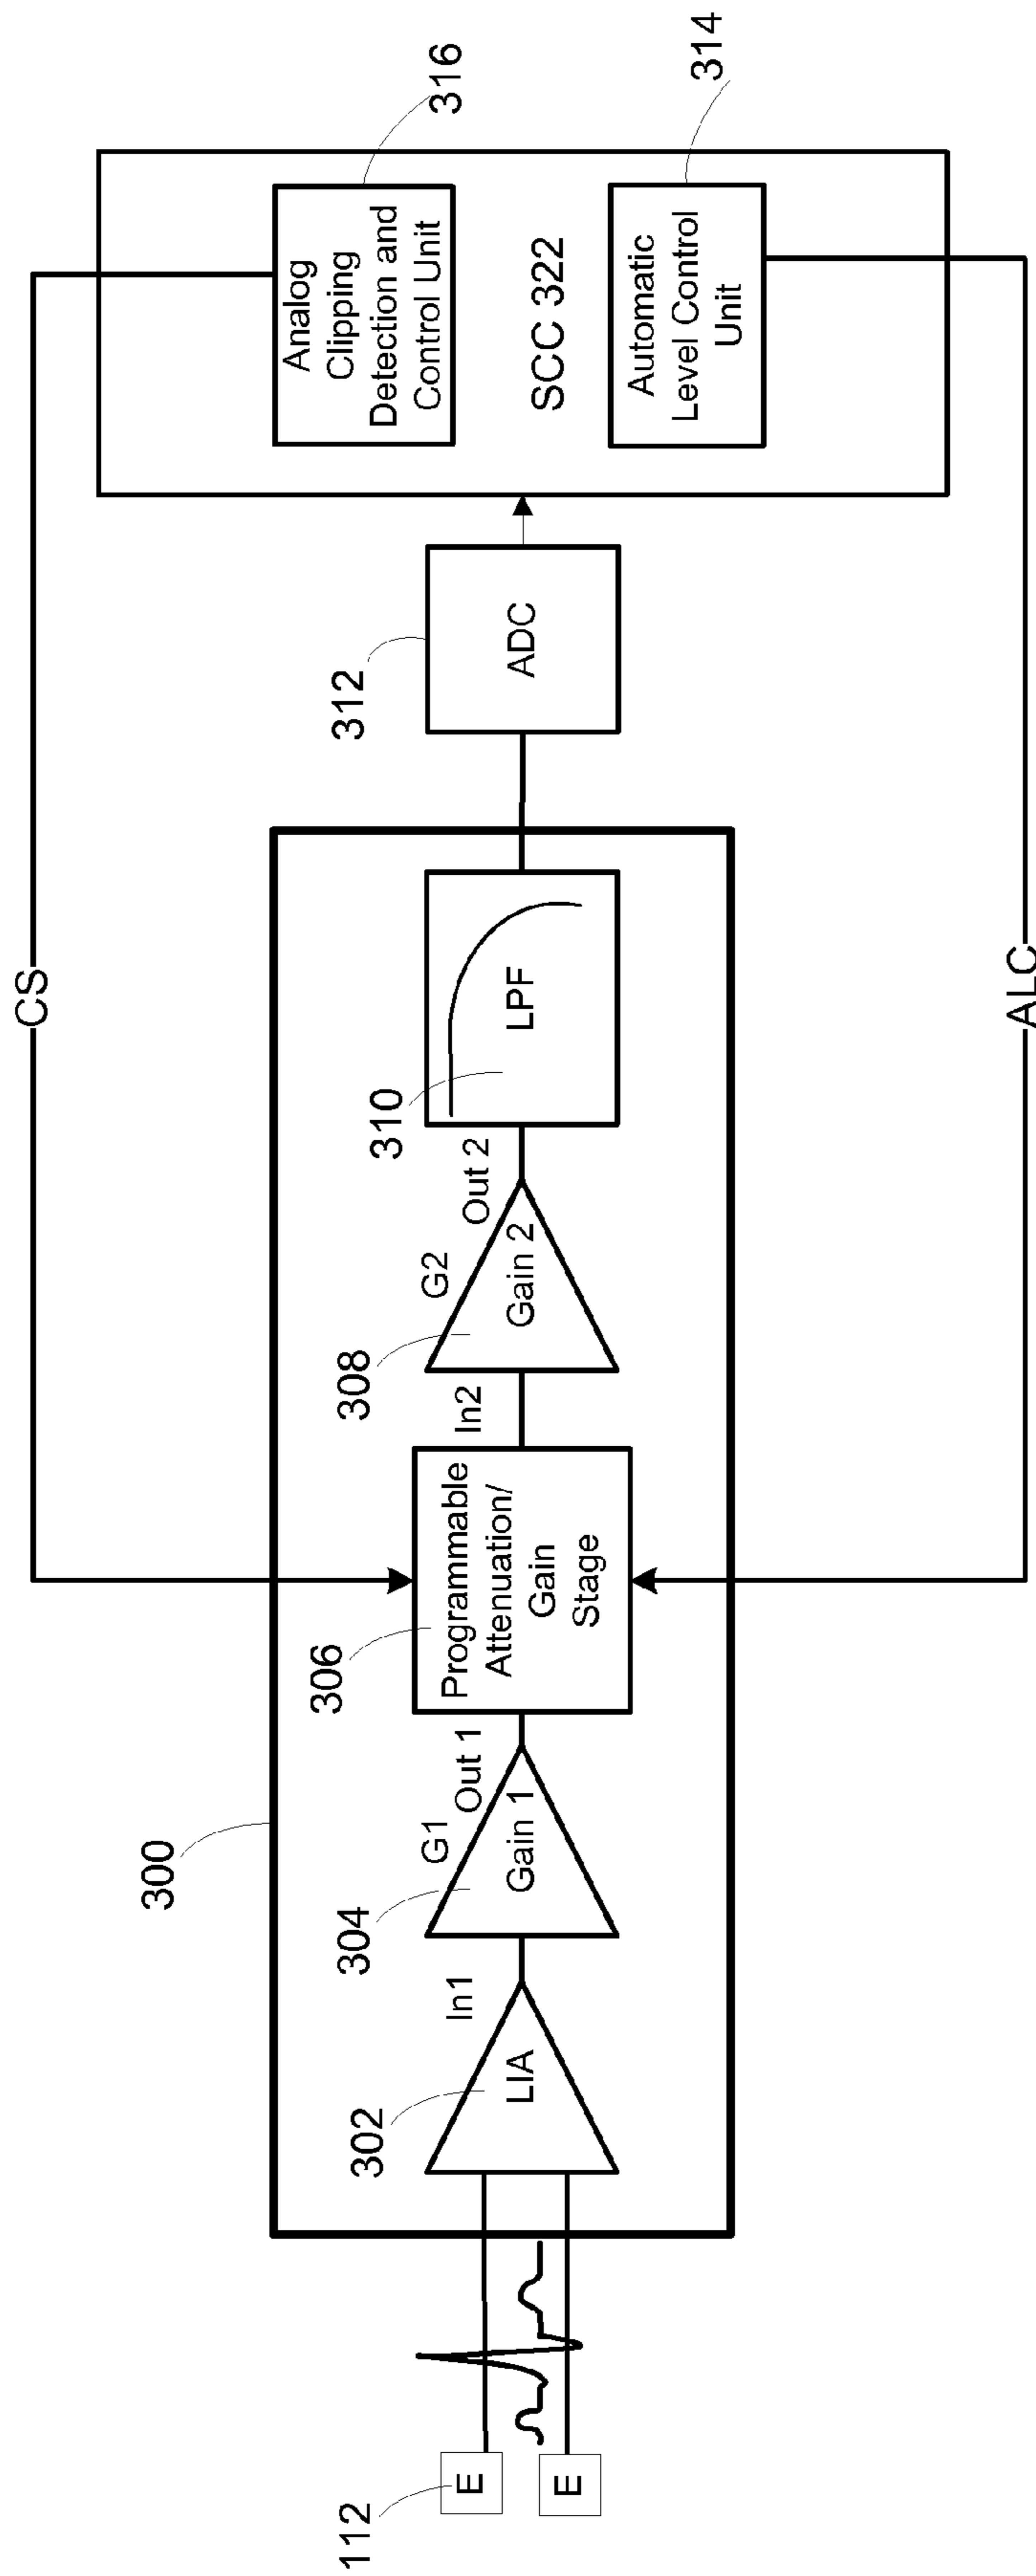 CS
316
Analog
Clipping
Detection and
Control Unit
SCC 322
Automatic
Level Control
Unit
314
312
ADC
300
112
E
E
302
LIA
In1
304
G1
Gain 1
Out 1
306
Programmable
Attenuation/
Gain
Stage
In2
308
G2
Gain 2
Out 2
310
LPF
ALC